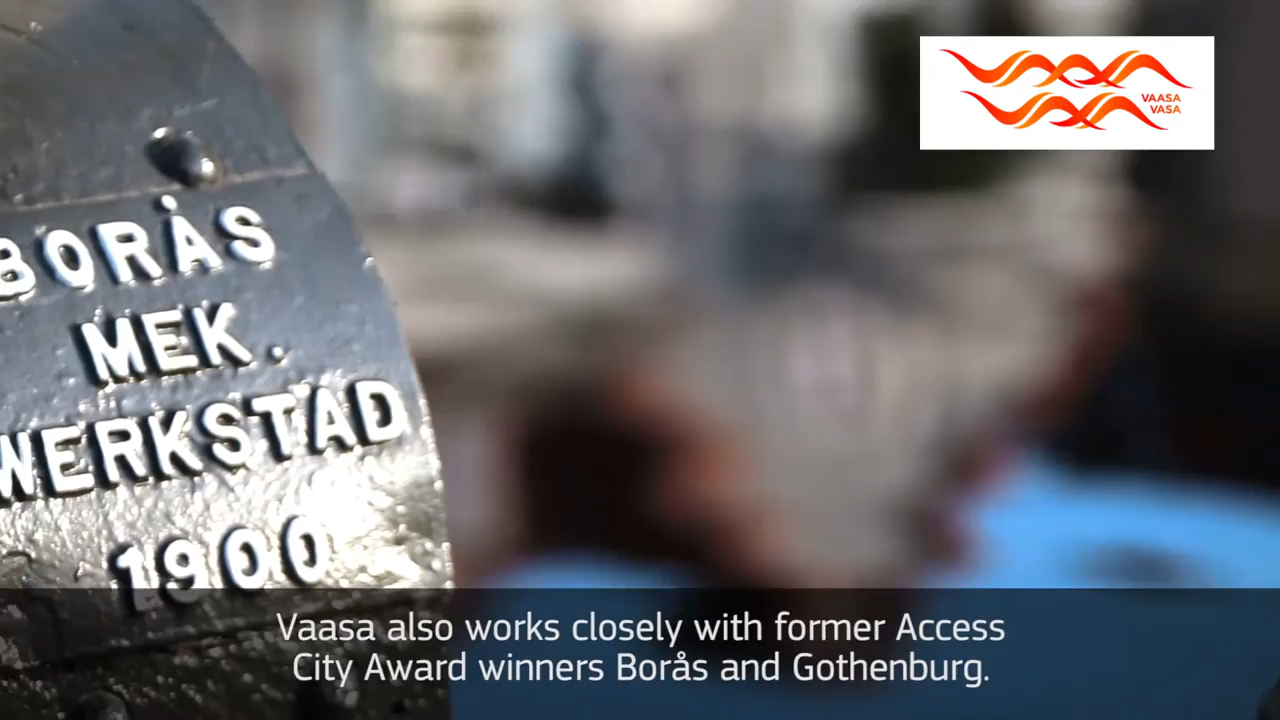 VAASA
VASA
BORÅS
MEK.
WERKSTAD
1900
Vaasa also works closely with former Access
City Award winners Borås and Gothenburg.